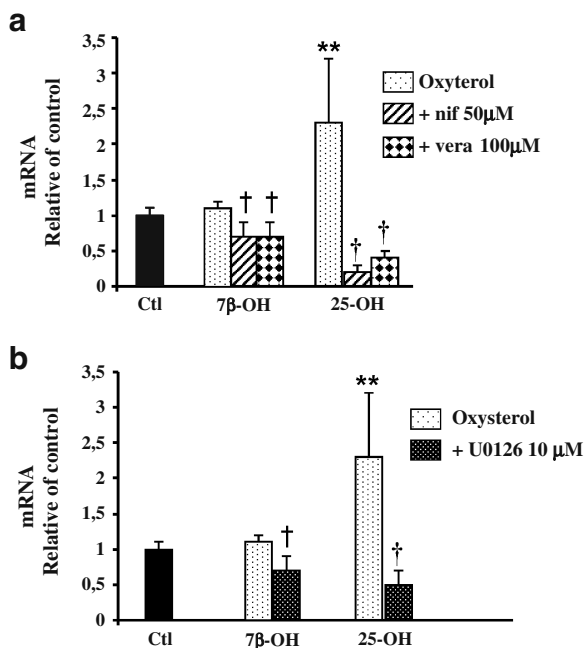 a
3,5
3
2,5
2
1,5
1
0,5
0
mRNA
Relative of control
**
† †
† †
Oxyterol
+ nif 50μM
+ vera 100μM
Ctl 7β-OH 25-OH
b
3,5
3
2,5
2
1,5
1
0,5
0
mRNA
Relative of control
**
†
†
Oxysterol
+ U0126 10 μM
Ctl 7β-OH 25-OH